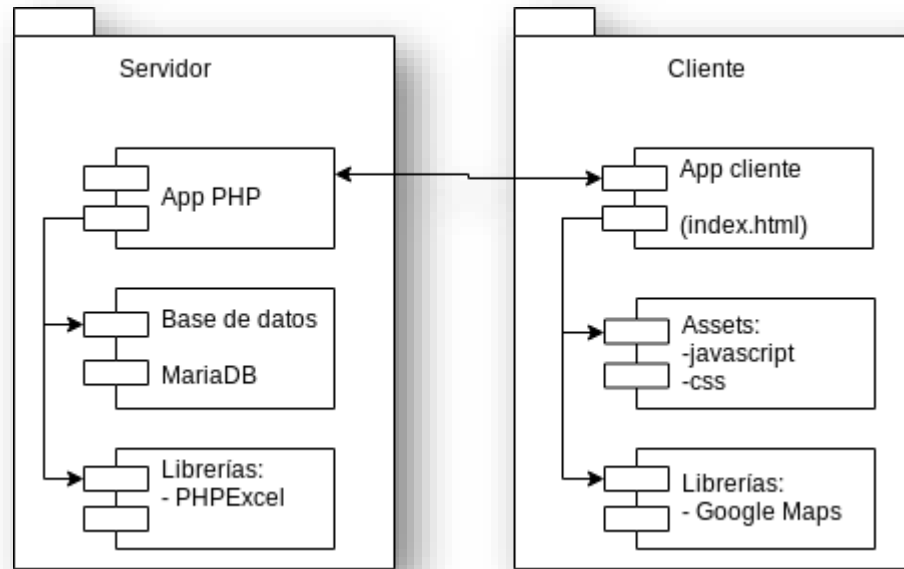 Servidor
App PHP
Base de datos
MariaDB
Librerías:
- PHPExcel
Cliente
App cliente
(index.html)
Assets:
-javascript
-css
Librerías:
- Google Maps